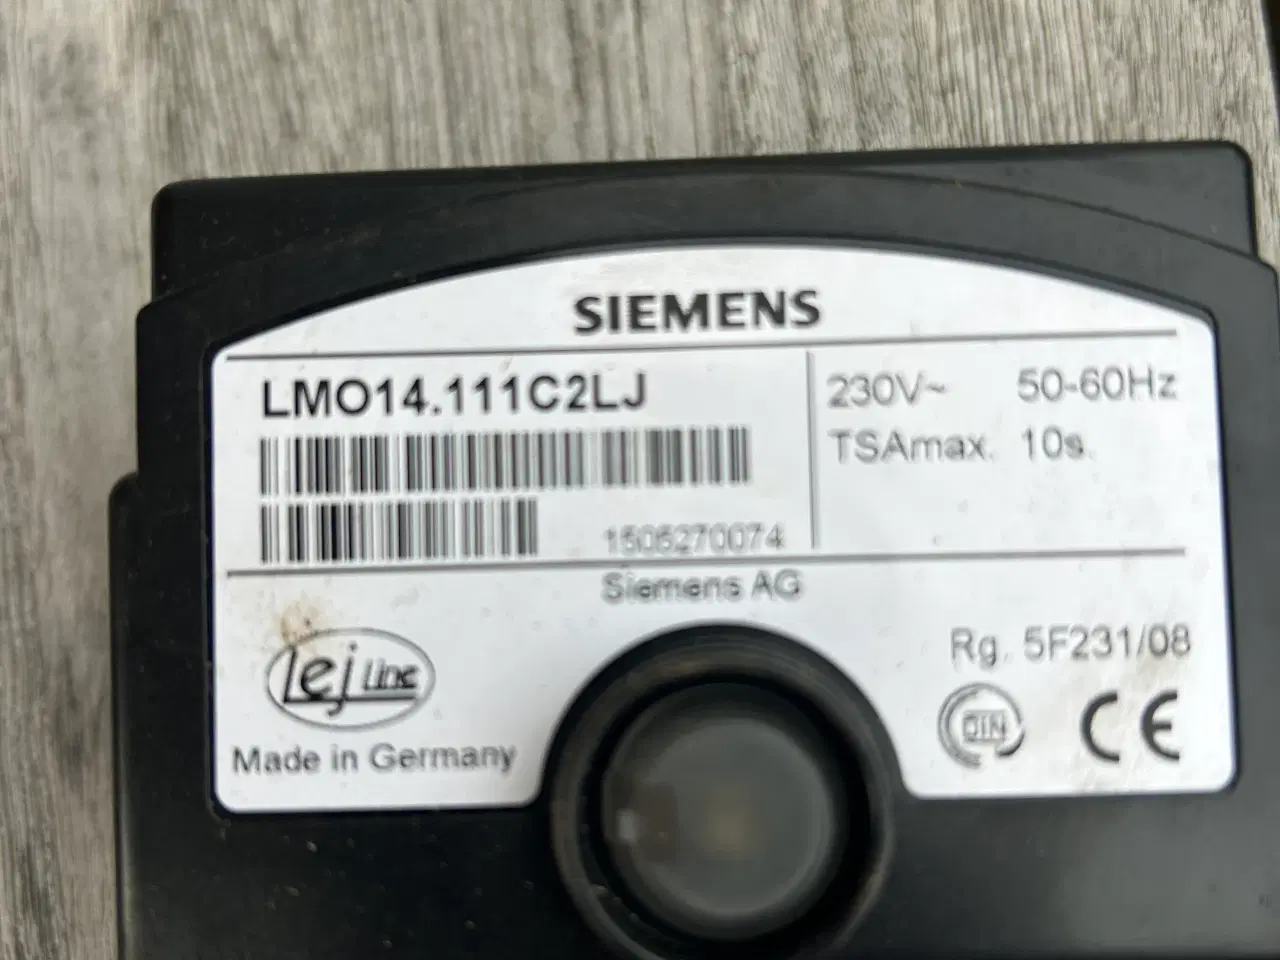 SIEMENS
LMO14.111C2LJ
230V~ 50-60Hz
TSAmax. 10s.
1505270074
Siemens AG
Lej Line
Rg. 5F231/08
DIN CE
Made in Germany